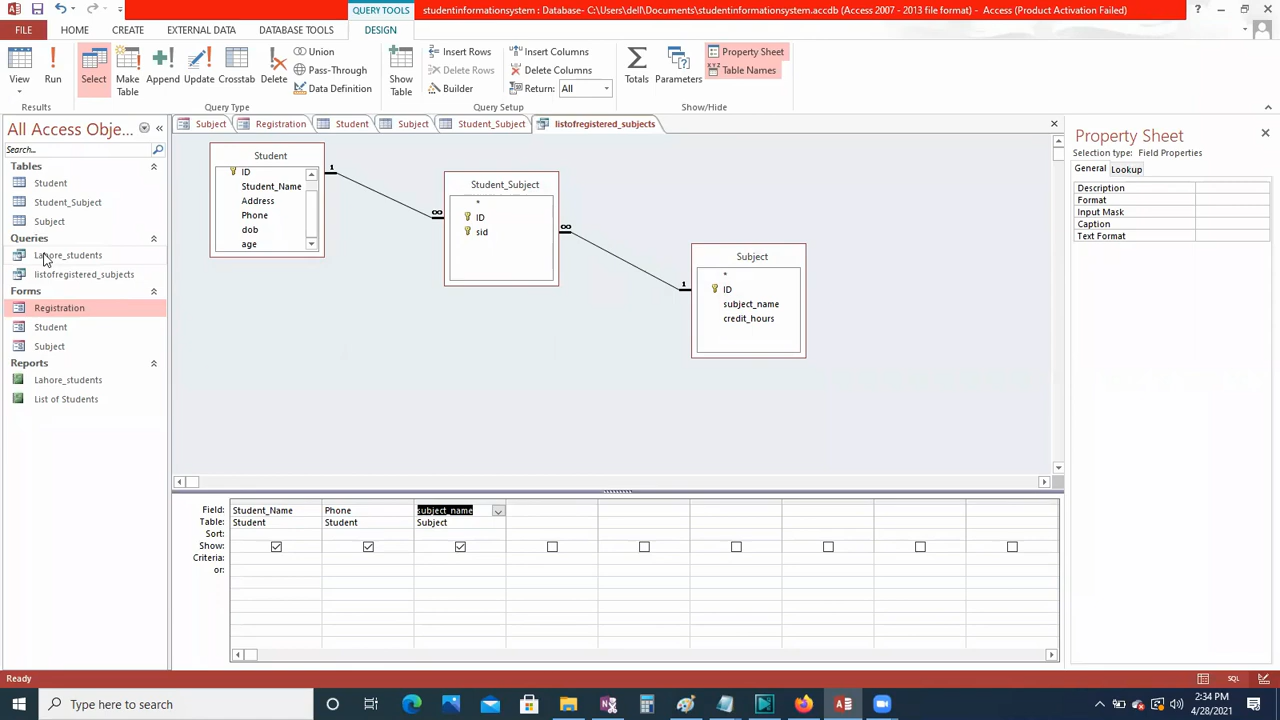 QUERY TOOLS
studentinformationsystem : Database- C:\Users\dell\Documents\studentinformationsystem.accdb (Access 2007 - 2013 file format) - Access (Product Activation Failed)
FILE HOME CREATE EXTERNAL DATA DATABASE TOOLS DESIGN
View Run Select Make Table Append Update Crosstab Delete
Union
Pass-Through
Data Definition
Show Table
Insert Rows
Delete Rows
Builder
Insert Columns
Delete Columns
Return: All
Totals Parameters
Property Sheet
Table Names
Results Query Type Query Setup Show/Hide
All Access Obje...
Search...
Tables
Student
Student_Subject
Subject
Queries
Lahore_students
listofregistered_subjects
Forms
Registration
Student
Subject
Reports
Lahore_students
List of Students
Subject Registration Student Subject Student_Subject listofregistered_subjects
Student
ID
Student_Name
Address
Phone
dob
age
1
∞
Student_Subject
*
ID
sid
∞
1
Subject
*
ID
subject_name
credit_hours
Field: Student_Name Phone subject_name
Table: Student Student Subject
Sort:
Show:
Criteria:
or:
Property Sheet
Selection type: Field Properties
General Lookup
Description
Format
Input Mask
Caption
Text Format
Ready
SQL
Type here to search
2:34 PM
4/28/2021